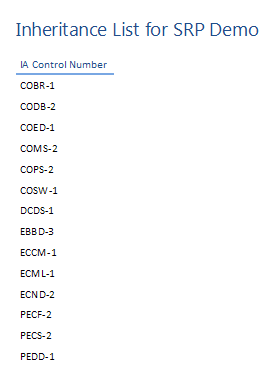 Inheritance List for SRP Demo
IA Control Number
COBR-1
CODB-2
COED-1
COMS-2
COPS-2
COSW-1
DCDS-1
EBBD-3
ECCM-1
ECML-1
ECND-2
PECF-2
PECS-2
PEDD-1